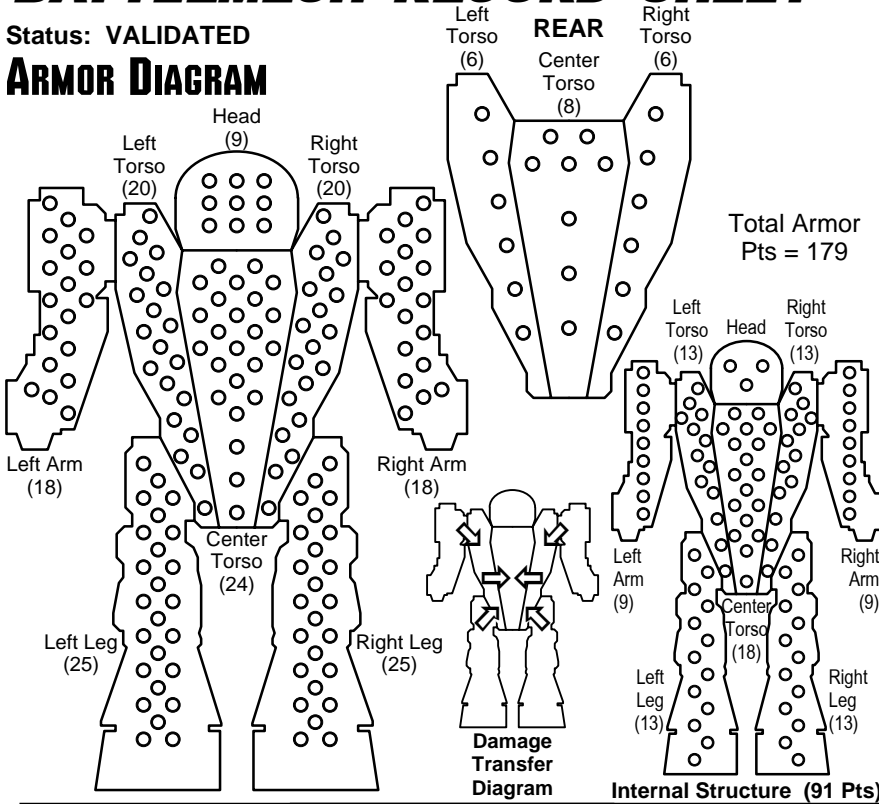 BATTLEMECH RECORD SHEET
Status: VALIDATED
ARMOR DIAGRAM
Head
(9)
Left
Torso
(20)
Right
Torso
(20)
Left Arm
(18)
Right Arm
(18)
Center
Torso
(24)
Left Leg
(25)
Right Leg
(25)
Left
Torso
(6)
REAR
Center
Torso
(8)
Right
Torso
(6)
Total Armor
Pts = 179
Left
Torso
(13)
Head
Right
Torso
(13)
Left
Arm
(9)
Right
Arm
(9)
Center
Torso
(18)
Left
Leg
(13)
Right
Leg
(13)
Damage
Transfer
Diagram
Internal Structure (91 Pts)